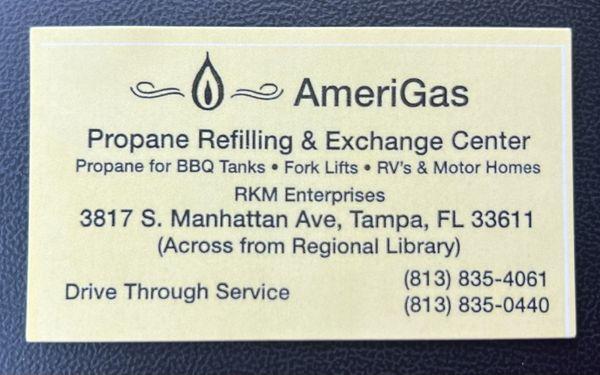 AmeriGas
Propane Refilling & Exchange Center
Propane for BBQ Tanks • Fork Lifts • RV's & Motor Homes
RKM Enterprises
3817 S. Manhattan Ave, Tampa, FL 33611
(Across from Regional Library)
Drive Through Service
(813) 835-4061
(813) 835-0440